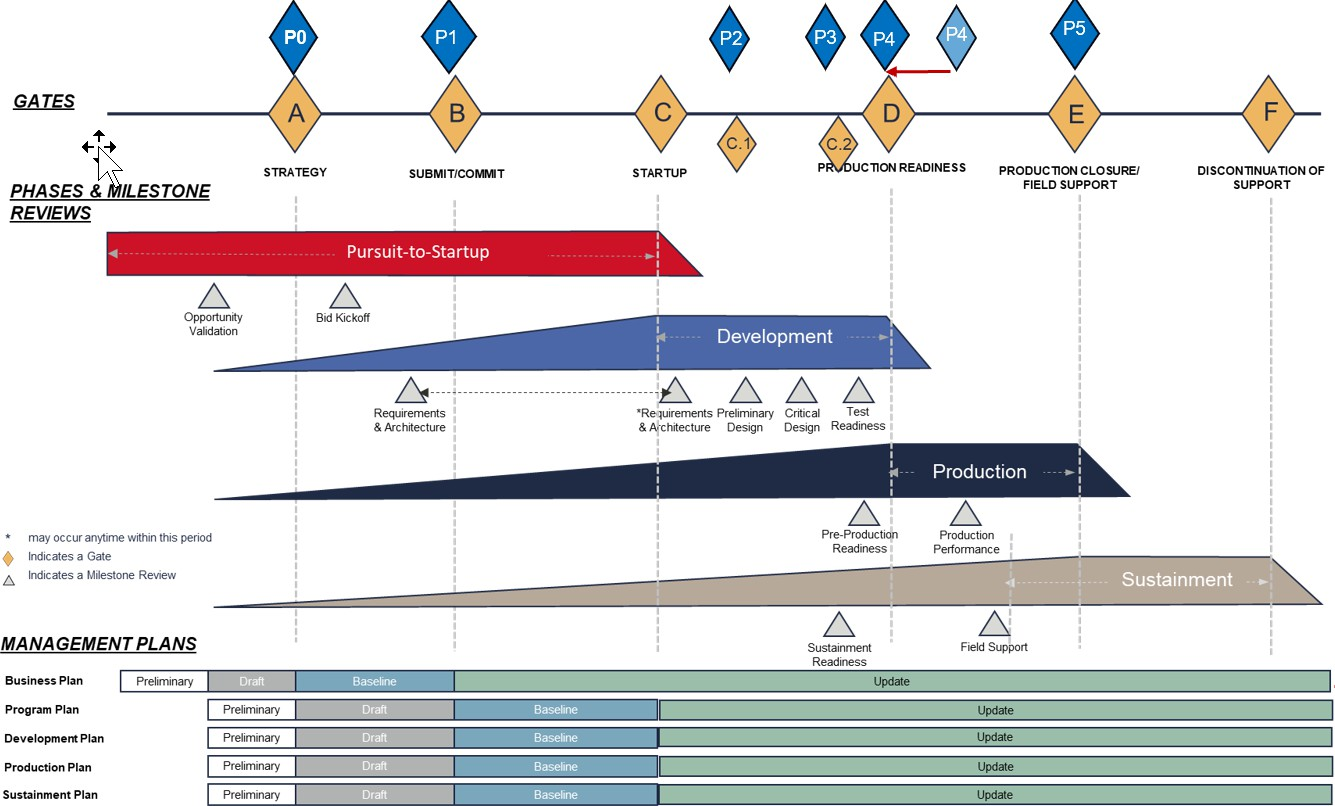 P0
P1
P2
P3
P4
P4
P5
GATES
A
B
C
D
E
F
C.1
C.2
STRATEGY
SUBMIT/COMMIT
STARTUP
PRODUCTION READINESS
PRODUCTION CLOSURE/
FIELD SUPPORT
DISCONTINUATION OF
SUPPORT
PHASES & MILESTONE
REVIEWS
Pursuit-to-Startup
Opportunity
Validation
Bid Kickoff
Development
Requirements
& Architecture
*Requirements
& Architecture
Preliminary
Design
Critical
Design
Test
Readiness
Production
Pre-Production
Readiness
Production
Performance
* may occur anytime within this period
Indicates a Gate
Indicates a Milestone Review
Sustainment
Sustainment
Readiness
Field Support
MANAGEMENT PLANS
Business Plan Preliminary Draft Baseline Update
Program Plan Preliminary Draft Baseline Update
Development Plan Preliminary Draft Baseline Update
Production Plan Preliminary Draft Baseline Update
Sustainment Plan Preliminary Draft Baseline Update